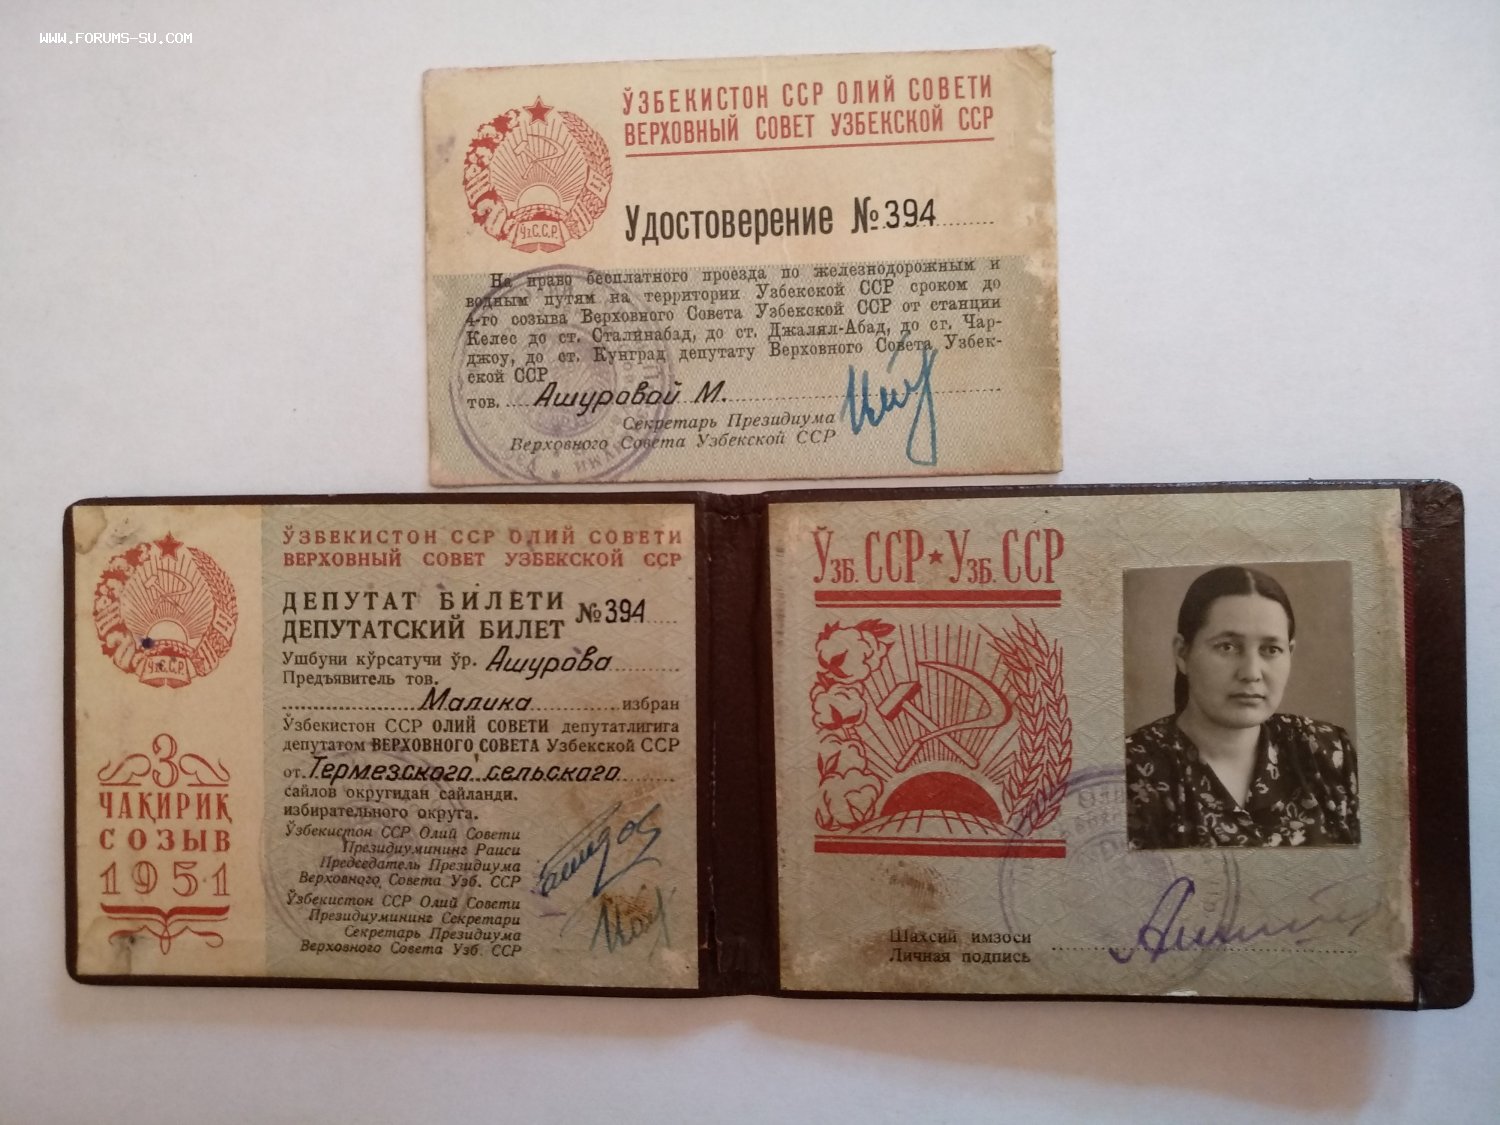 WWW.FORUMS-SU.COM
ЎЗБЕКИСТОН ССР ОЛИЙ СОВЕТИ
ВЕРХОВНЫЙ СОВЕТ УЗБЕКСКОЙ ССР
Уз.С.С.Р.
Удостоверение №394
На право бесплатного проезда по железнодорожным и
водным путям на территории Узбекской ССР сроком до
4-го созыва Верховного Совета Узбекской ССР от станции
Келес до ст. Сталинабад, до ст. Джалял-Абад, до ст. Чар-
джоу, до ст. Кунград депутату Верховного Совета Узбек-
ской ССР
тов. Ашуровой М.
Секретарь Президиума
Верховного Совета Узбекской ССР
ЎЗБЕКИСТОН ССР ОЛИЙ СОВЕТИ
ВЕРХОВНЫЙ СОВЕТ УЗБЕКСКОЙ ССР
Уз.С.С.Р.
ДЕПУТАТ БИЛЕТИ
ДЕПУТАТСКИЙ БИЛЕТ №394
Ушбуни кўрсатучи ўр. Ашурова
Предъявитель тов.
Малика избран
Ўзбекистон ССР ОЛИЙ СОВЕТИ депутатлигига
депутатом ВЕРХОВНОГО СОВЕТА Узбекской ССР
от Термезского сельского
сайлов округидан сайланди.
избирательного округа.
Ўзбекистон ССР Олий Совети
Президиумининг Раиси
Председатель Президиума
Верховного Совета Узб. ССР
Ўзбекистон ССР Олий Совети
Президиумининг Секретари
Секретарь Президиума
Верховного Совета Узб. ССР
3
ЧАҚИРИҚ
СОЗЫВ
1951
Ўзб. ССР ★ Узб. ССР
Шахсий имзоси
Личная подпись